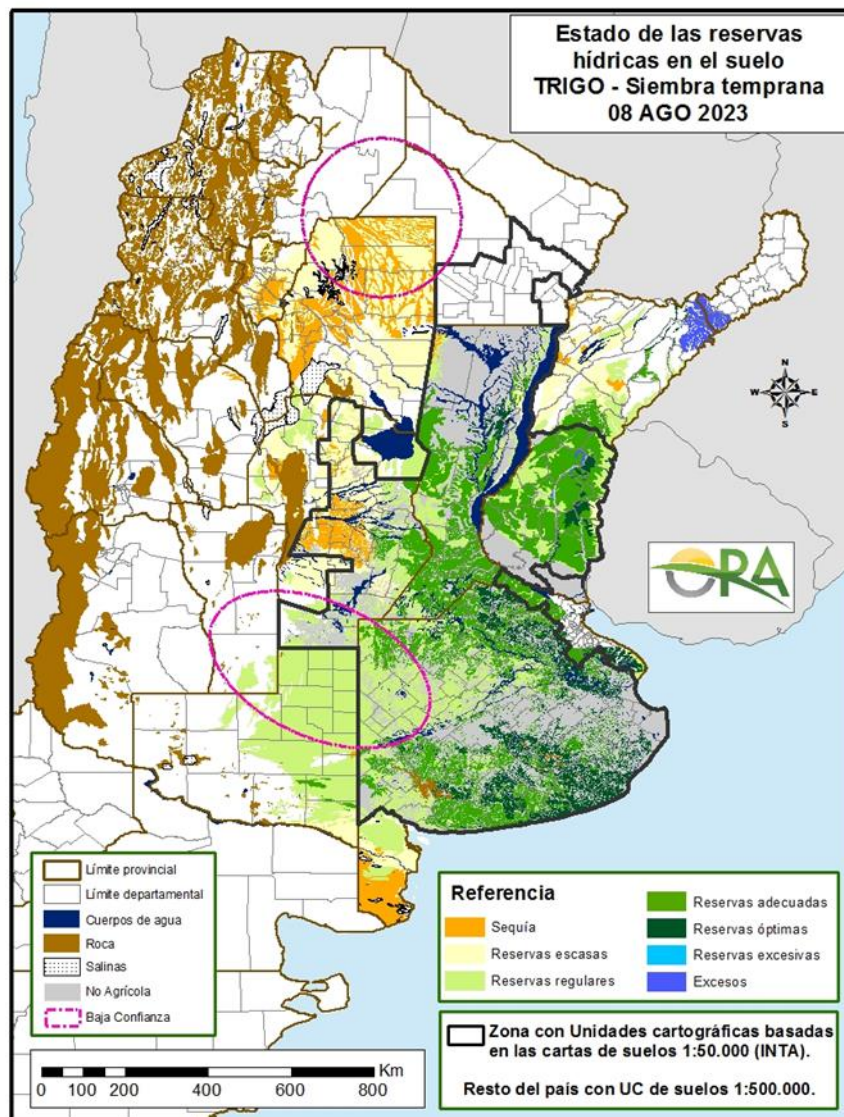 Estado de las reservas
hídricas en el suelo
TRIGO - Siembra temprana
08 AGO 2023
N
W
E
S
ORA
Límite provincial
Límite departamental
Cuerpos de agua
Roca
Salinas
No Agrícola
Baja Confianza
Referencia
Sequía
Reservas escasas
Reservas regulares
Reservas adecuadas
Reservas óptimas
Reservas excesivas
Excesos
Zona con Unidades cartográficas basadas
en las cartas de suelos 1:50.000 (INTA).
Resto del país con UC de suelos 1:500.000.
Km
0 100 200 400 600 800